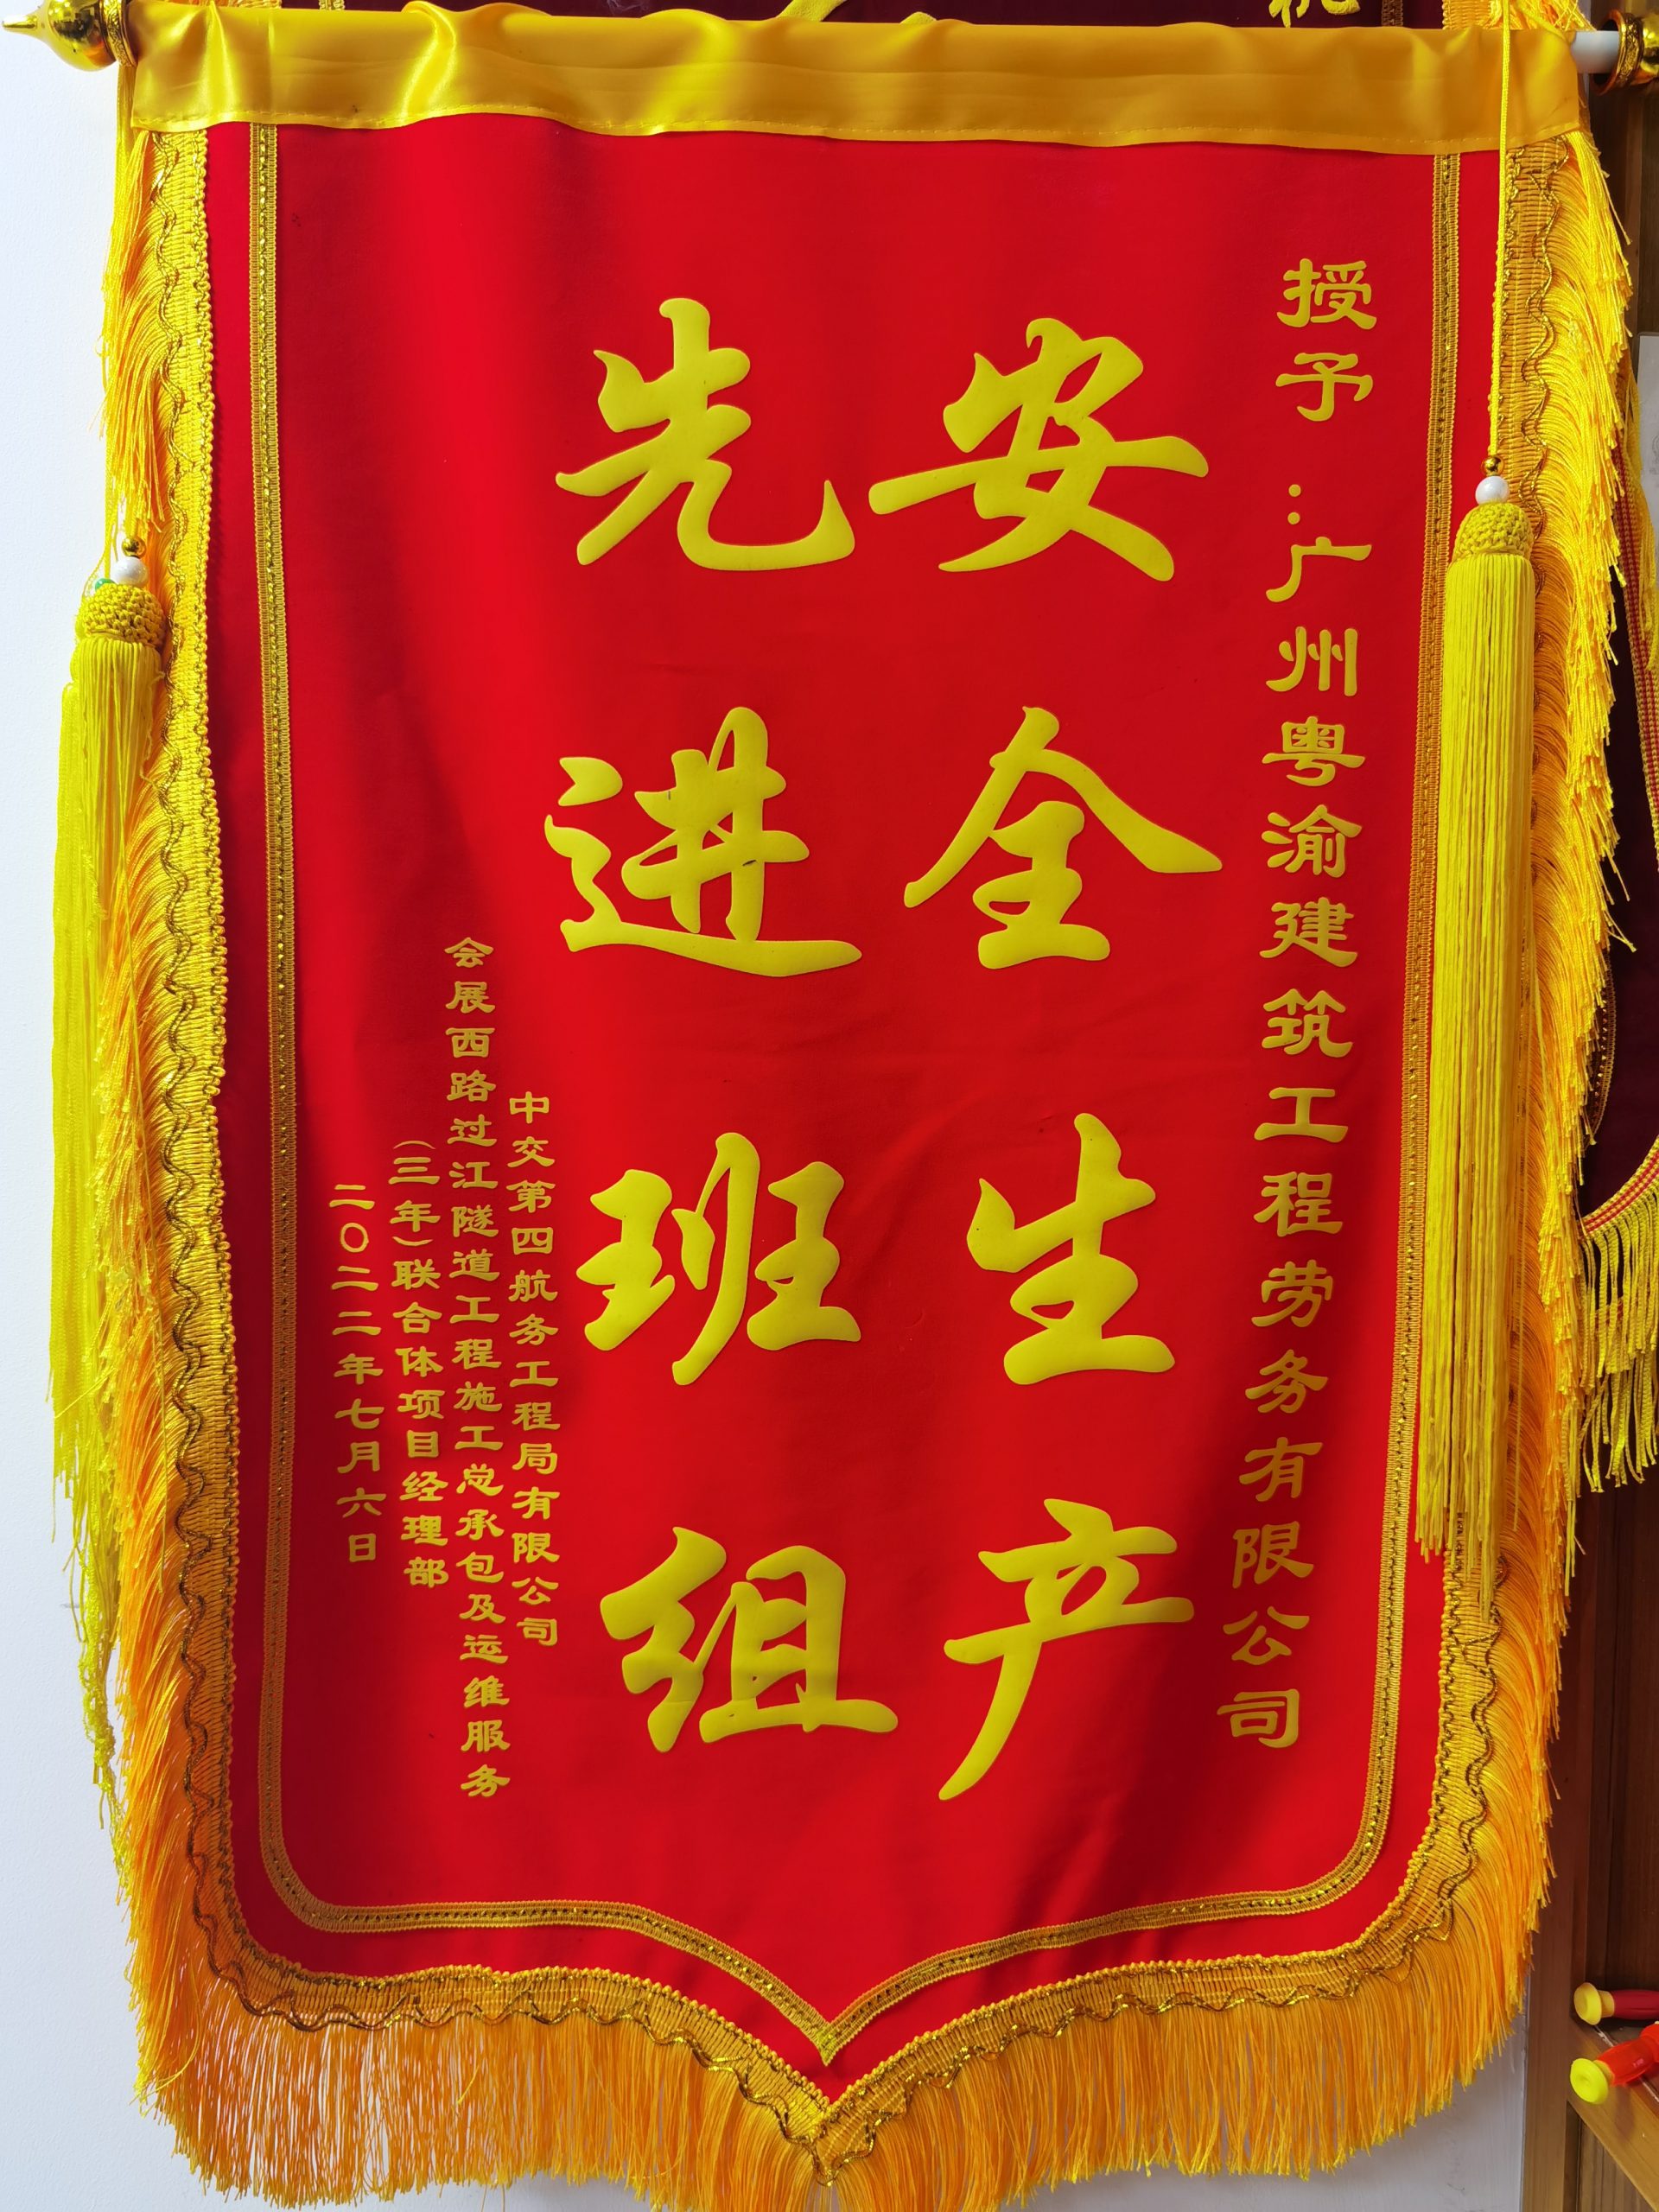 授予：广州粤渝建筑工程劳务有限公司
安全生产
先进班组
中交第四航务工程局有限公司
会展西路过江隧道工程施工总承包及运维服务
（三年）联合体项目经理部
二〇二二年七月六日